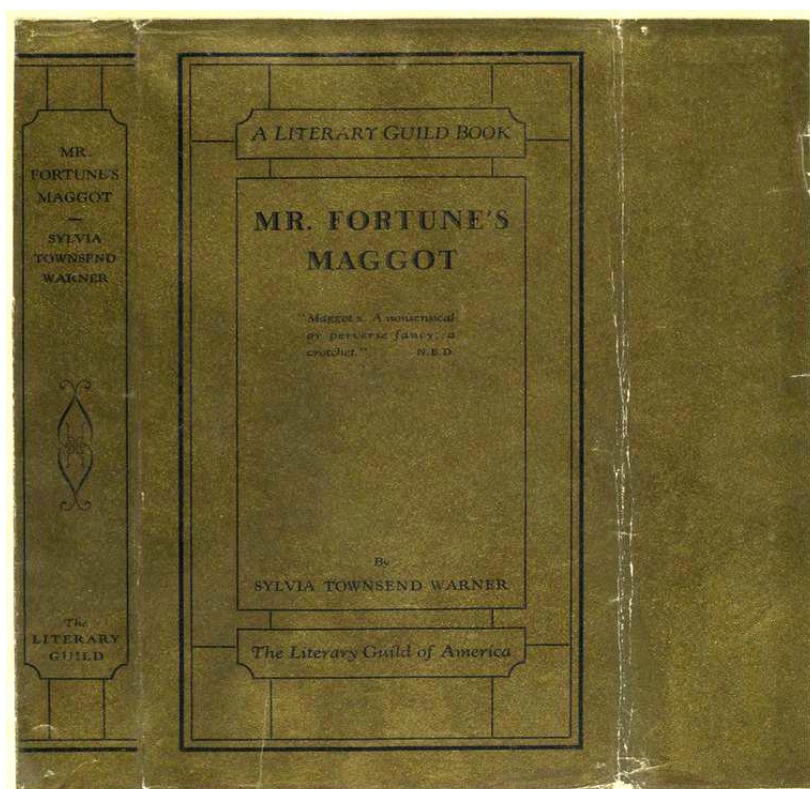 MR.
FORTUNE'S
MAGGOT
SYLVIA
TOWNSEND
WARNER
The
LITERARY
GUILD
A LITERARY GUILD BOOK
MR. FORTUNE'S
MAGGOT
"Maggot 2. A nonsensical
or perverse fancy; a
crotchet." N.E.D.
By
SYLVIA TOWNSEND WARNER
The Literary Guild of America